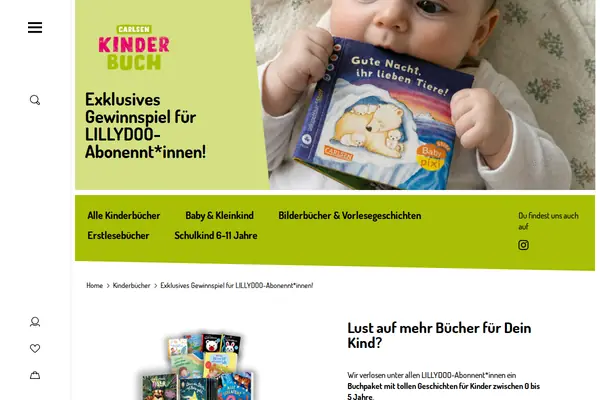 CARLSEN
KINDER
BUCH
Exklusives
Gewinnspiel für
LILLYDOO-
Abonennt*innen!
Gute Nacht,
ihr lieben Tiere!
CARLSEN
Baby
pixi
Alle Kinderbücher
Baby & Kleinkind
Bilderbücher & Vorlesegeschichten
Erstlesebücher
Schulkind 6-11 Jahre
Du findest uns auch
auf
Home > Kinderbücher > Exklusives Gewinnspiel für LILLYDOO-Abonennt*innen!
Lust auf mehr Bücher für Dein
Kind?
Wir verlosen unter allen LILLYDOO-Abonnent*innen ein
Buchpaket mit tollen Geschichten für Kinder zwischen 0 bis
5 Jahre.